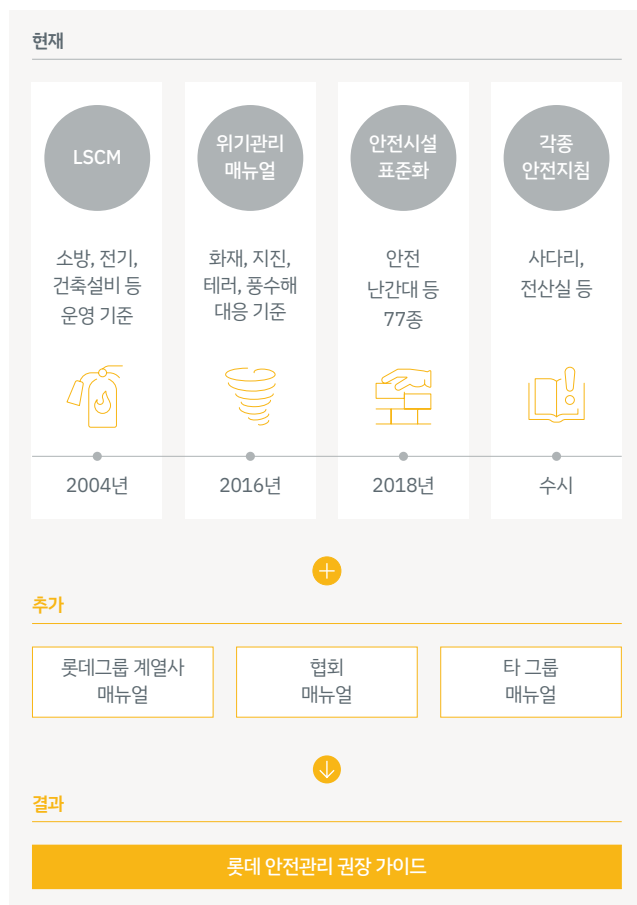 현재
LSCM
소방, 전기,
건축설비 등
운영 기준
2004년
위기관리
매뉴얼
화재, 지진,
테러, 풍수해
대응 기준
2016년
안전시설
표준화
안전
난간대 등
77종
2018년
각종
안전지침
사다리,
전산실 등
수시
추가
롯데그룹 계열사
매뉴얼
협회
매뉴얼
타 그룹
매뉴얼
결과
롯데 안전관리 권장 가이드